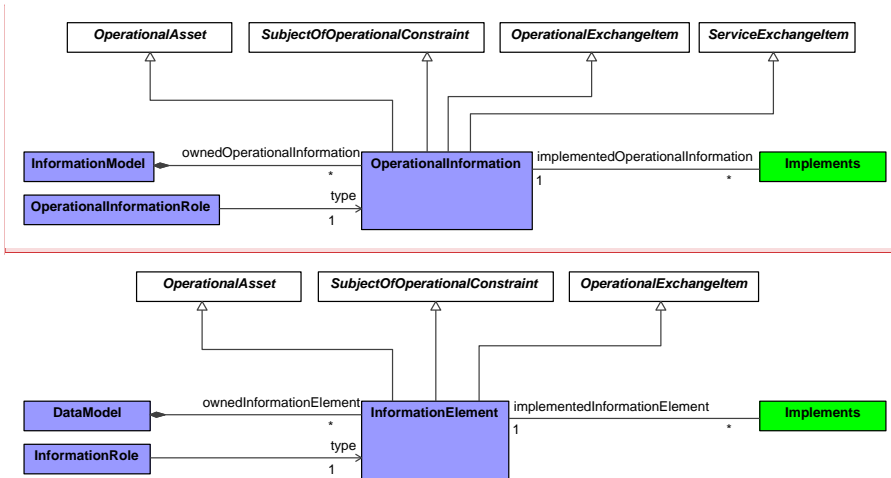 OperationalAsset
SubjectOfOperationalConstraint
OperationalExchangeItem
ServiceExchangeItem
InformationModel
ownedOperationalInformation
*
OperationalInformation
implementedOperationalInformation
1
*
Implements
OperationalInformationRole
type
1
OperationalAsset
SubjectOfOperationalConstraint
OperationalExchangeItem
DataModel
ownedInformationElement
*
InformationElement
implementedInformationElement
1
*
Implements
InformationRole
type
1